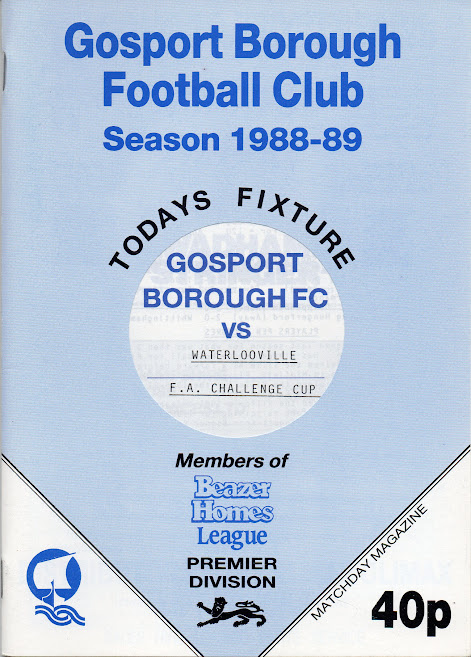 Gosport Borough
Football Club
Season 1988-89
TODAYS FIXTURE
GOSPORT
BOROUGH FC
VS
WATERLOOVILLE
F.A. CHALLENGE CUP
Members of
Beazer
Homes
League
PREMIER
DIVISION
MATCHDAY MAGAZINE
40p